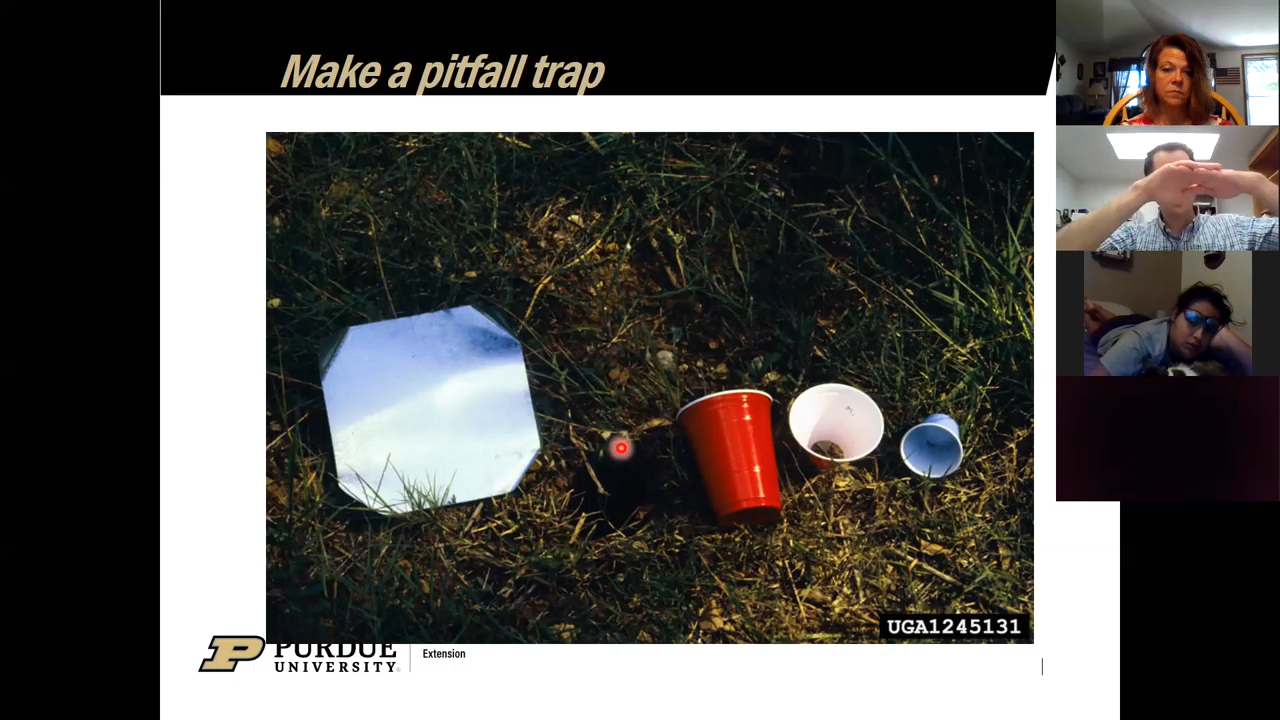 Make a pitfall trap
UGA1245131
PURDUE
UNIVERSITY®
Extension